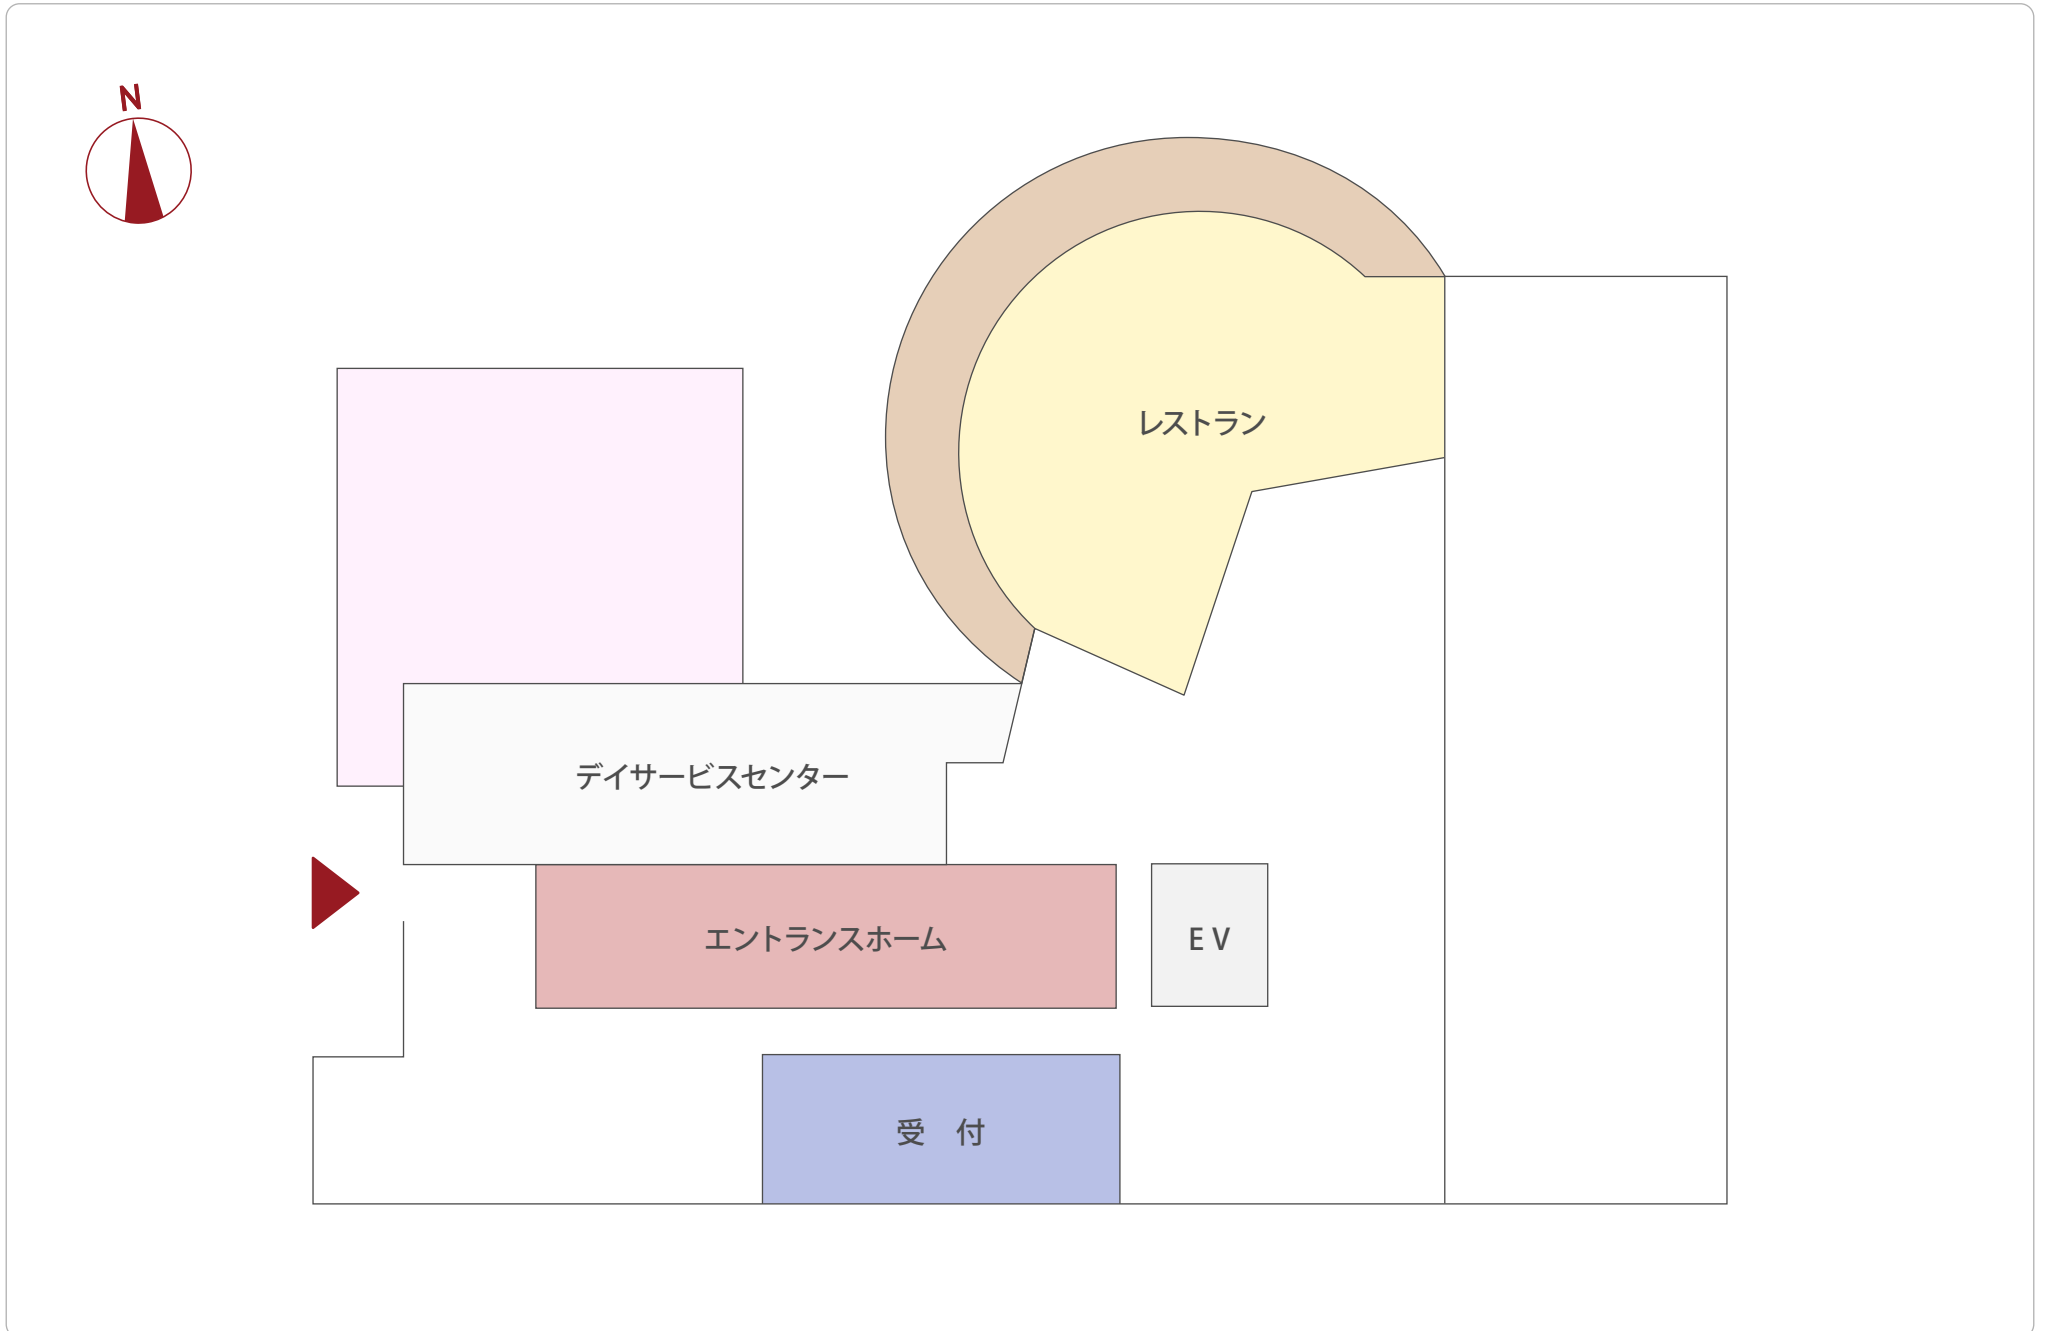 N
レストラン
デイサービスセンター
エントランスホーム
EV
受　付